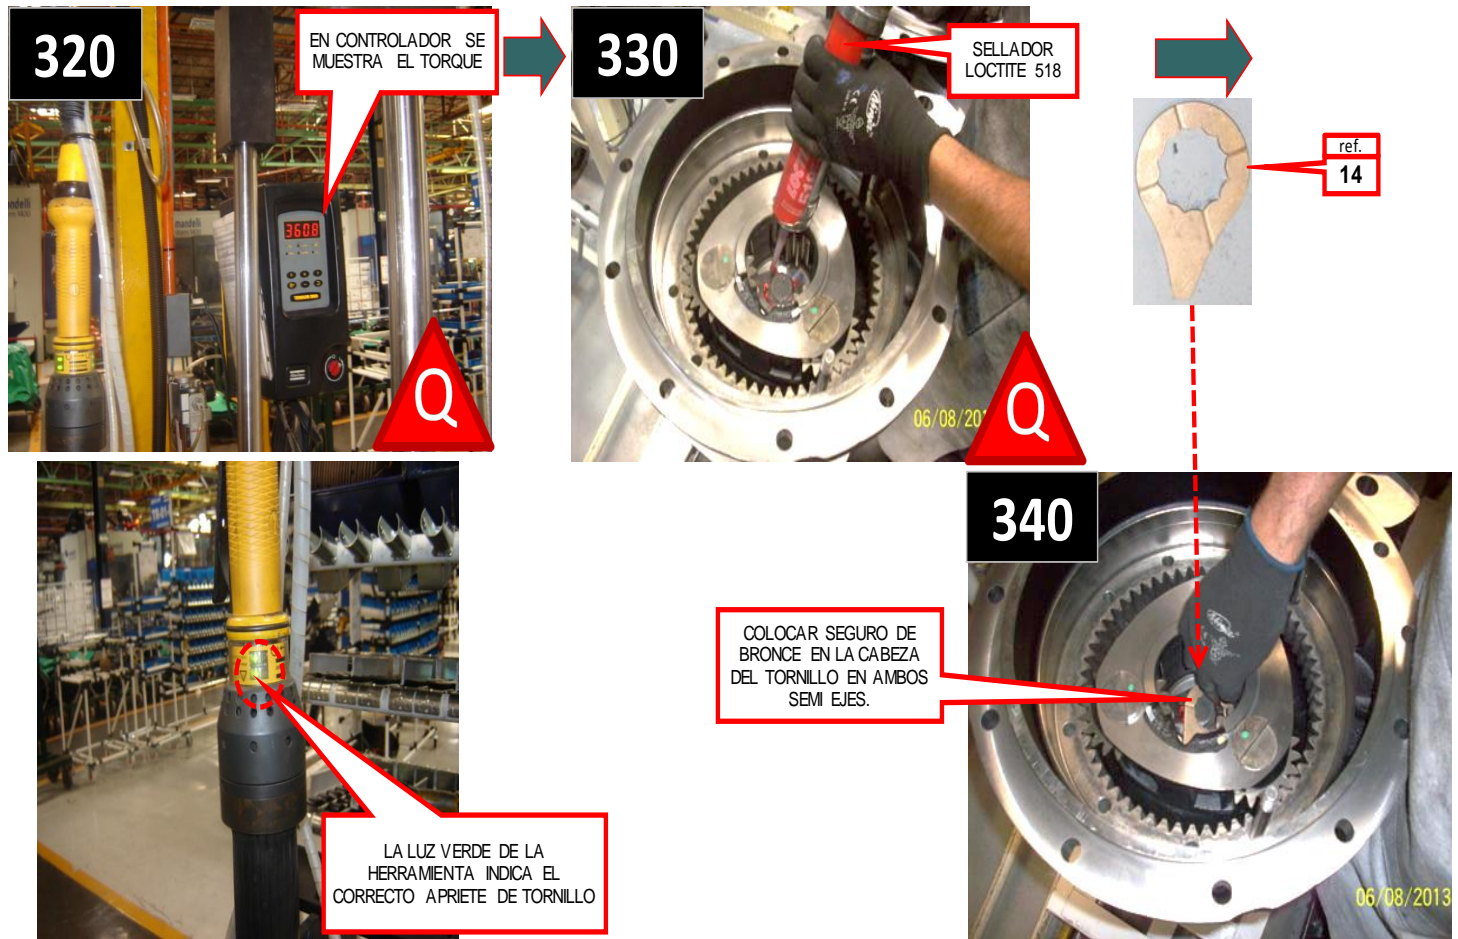 320
EN CONTROLADOR SE
MUESTRA EL TORQUE
360.8
Q
330
SELLADOR
LOCTITE 518
06/08/20
Q
ref.
14
LA LUZ VERDE DE LA
HERRAMIENTA INDICA EL
CORRECTO APRIETE DE TORNILLO
340
COLOCAR SEGURO DE
BRONCE EN LA CABEZA
DEL TORNILLO EN AMBOS
SEMI EJES.
06/08/2013